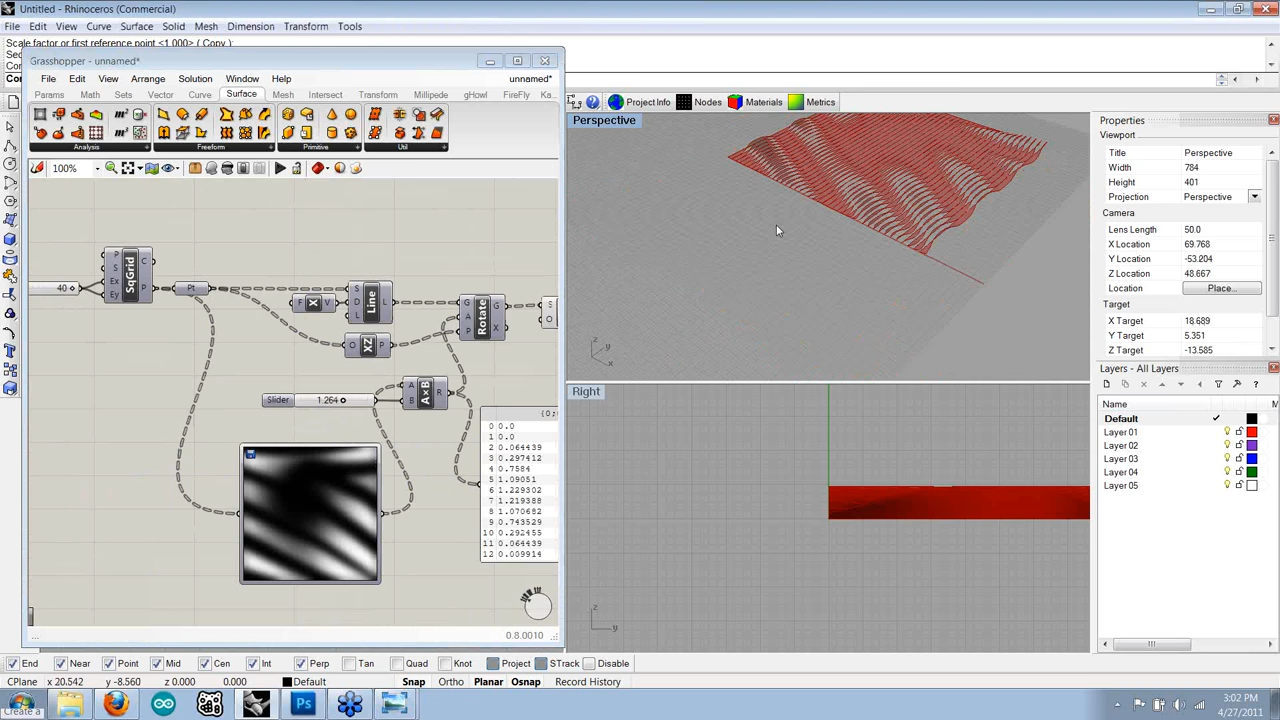 Untitled - Rhinoceros (Commercial)
File Edit View Curve Surface Solid Mesh Dimension Transform Tools
Scale factor or first reference point <1.000> ( Copy ):
Grasshopper - unnamed*
File Edit View Arrange Solution Window Help unnamed*
Params Math Sets Vector Curve Surface Mesh Intersect Transform Millipede gHowl FireFly Ka...
Analysis Freeform Primitive Util
100%
Project Info Nodes Materials Metrics
Perspective
Right
P S Ex Ey SqGrid C P
40
Pt
F X V
S D L Line L
O XZ P
G A P Rotate G X
S O
Slider 1.264
A B A×B R
{0;
0 0.0
1 0.0
2 0.064439
3 0.297412
4 0.7584
5 1.09051
6 1.229302
7 1.219388
8 1.070682
9 0.743529
10 0.292455
11 0.064439
12 0.009914
...
0.8.0010
z y x
z y
Properties
Viewport
Title Perspective
Width 784
Height 401
Projection Perspective
Camera
Lens Length 50.0
X Location 69.768
Y Location -53.204
Z Location 48.667
Location Place...
Target
X Target 18.689
Y Target 5.351
Z Target -13.585
Layers - All Layers
Name
Default
Layer 01
Layer 02
Layer 03
Layer 04
Layer 05
End Near Point Mid Cen Int Perp Tan Quad Knot Project STrack Disable
CPlane x 20.542 y -8.560 z 0.000 0.000 Default Snap Ortho Planar Osnap Record History
Create a
Ps
3:02 PM
4/27/2011